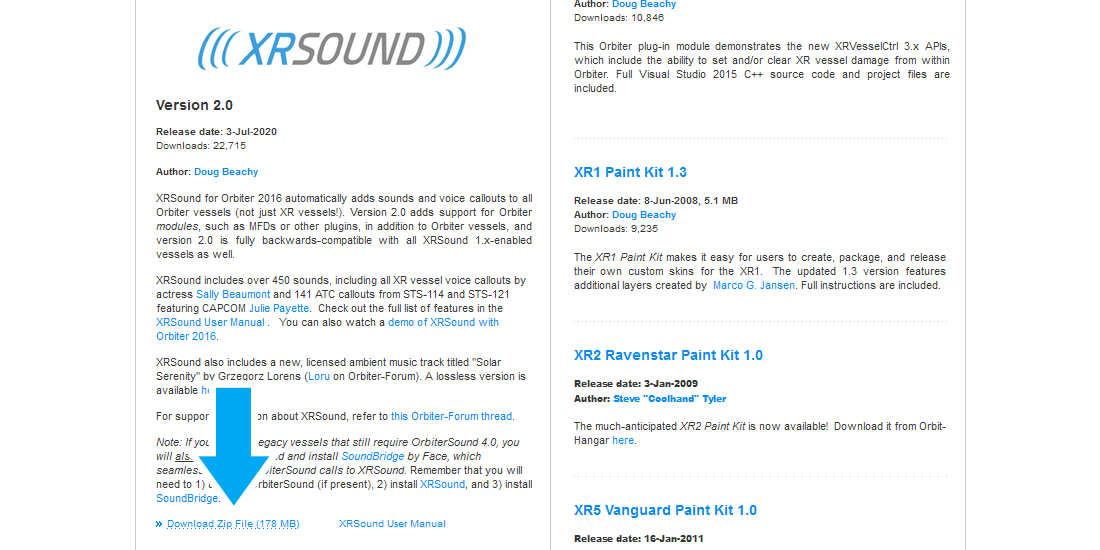 XRSOUND
Version 2.0
Release date: 3-Jul-2020
Downloads: 22,715
Author: Doug Beachy
XRSound for Orbiter 2016 automatically adds sounds and voice callouts to all
Orbiter vessels (not just XR vessels!). Version 2.0 adds support for Orbiter
modules, such as MFDs or other plugins, in addition to Orbiter vessels, and
version 2.0 is fully backwards-compatible with all XRSound 1.x-enabled
vessels as well.
XRSound includes over 450 sounds, including all XR vessel voice callouts by
actress Sally Beaumont and 141 ATC callouts from STS-114 and STS-121
featuring CAPCOM Julie Payette. Check out the full list of features in the
XRSound User Manual . You can also watch a demo of XRSound with
Orbiter 2016.
XRSound also includes a new, licensed ambient music track titled "Solar
Serenity" by Grzegorz Lorens (Loru on Orbiter-Forum). A lossless version is
available
For suppor on about XRSound, refer to this Orbiter-Forum thread.
Note: If you egacy vessels that still require OrbiterSound 4.0, you
will als d and install SoundBridge by Face, which
seamles biterSound calls to XRSound. Remember that you will
need to 1) rbiterSound (if present), 2) install XRSound, and 3) install
SoundBridge.
» Download Zip File (178 MB) XRSound User Manual
Author: Doug Beachy
Downloads: 10,846
This Orbiter plug-in module demonstrates the new XRVesselCtrl 3.x APIs,
which include the ability to set and/or clear XR vessel damage from within
Orbiter. Full Visual Studio 2015 C++ source code and project files are
included.
XR1 Paint Kit 1.3
Release date: 8-Jun-2008, 5.1 MB
Author: Doug Beachy
Downloads: 9,235
The XR1 Paint Kit makes it easy for users to create, package, and release
their own custom skins for the XR1. The updated 1.3 version features
additional layers created by Marco G. Jansen. Full instructions are included.
XR2 Ravenstar Paint Kit 1.0
Release date: 3-Jan-2009
Author: Steve "Coolhand" Tyler
The much-anticipated XR2 Paint Kit is now available! Download it from Orbit-
Hangar here.
XR5 Vanguard Paint Kit 1.0
Release date: 16-Jan-2011